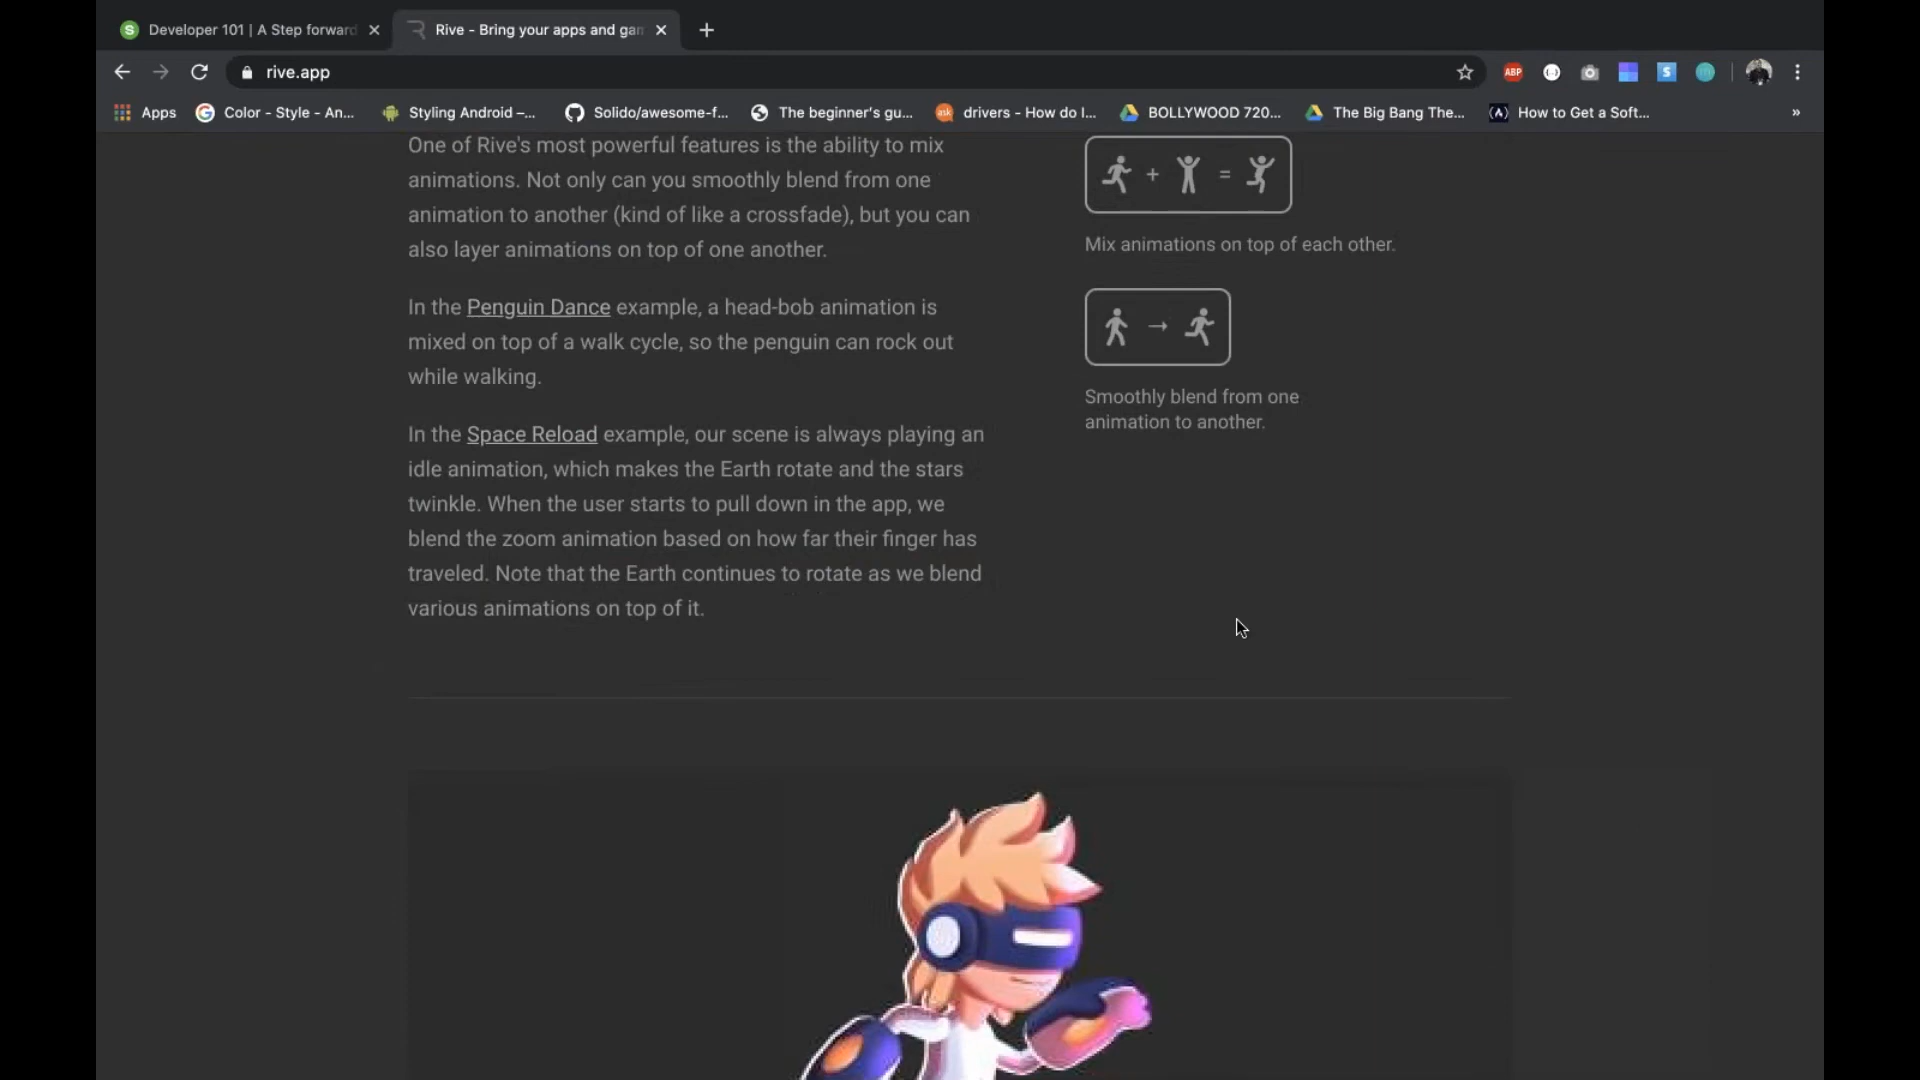 Developer 101 | A Step forward
Rive - Bring your apps and gam
rive.app
ABP
S
Apps
Color - Style - An...
Styling Android –...
Solido/awesome-f...
The beginner's gu...
ask
drivers - How do I...
BOLLYWOOD 720...
The Big Bang The...
(A)
How to Get a Soft...
»
One of Rive's most powerful features is the ability to mix
animations. Not only can you smoothly blend from one
animation to another (kind of like a crossfade), but you can
also layer animations on top of one another.
In the Penguin Dance example, a head-bob animation is
mixed on top of a walk cycle, so the penguin can rock out
while walking.
In the Space Reload example, our scene is always playing an
idle animation, which makes the Earth rotate and the stars
twinkle. When the user starts to pull down in the app, we
blend the zoom animation based on how far their finger has
traveled. Note that the Earth continues to rotate as we blend
various animations on top of it.
+ =
Mix animations on top of each other.
→
Smoothly blend from one
animation to another.